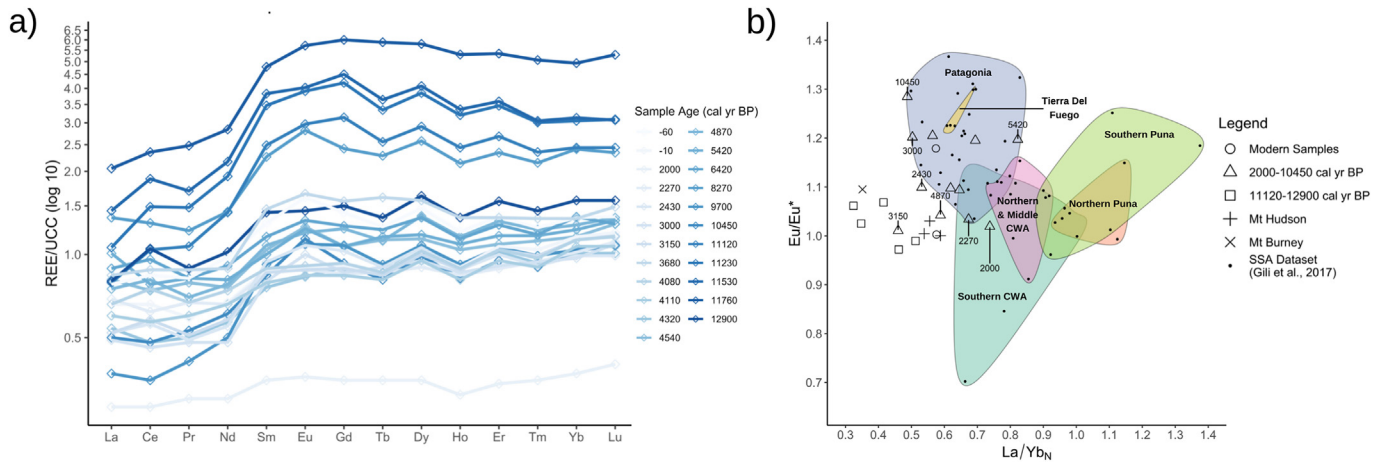 a)
REE/UCC (log 10)
6.5
6.0
5.5
5.0
4.5
4.0
3.5
3.0
2.5
2.0
1.5
1.0
0.5
La Ce Pr Nd Sm Eu Gd Tb Dy Ho Er Tm Yb Lu
Sample Age (cal yr BP)
-60 4870
-10 5420
2000 6420
2270 8270
2430 9700
3000 10450
3150 11120
3680 11230
4080 11530
4110 11760
4320 12900
4540
b)
Eu/Eu*
1.4
1.3
1.2
1.1
1.0
0.9
0.8
0.7
0.3 0.4 0.5 0.6 0.7 0.8 0.9 1.0 1.1 1.2 1.3 1.4
La/YbN
Patagonia
10450
Tierra Del
Fuego
5420
3000
Southern Puna
2430
4870
Northern
& Middle
CWA
Northern Puna
3150
2270
2000
Southern CWA
Legend
Modern Samples
2000-10450 cal yr BP
11120-12900 cal yr BP
Mt Hudson
Mt Burney
SSA Dataset
(Gili et al., 2017)